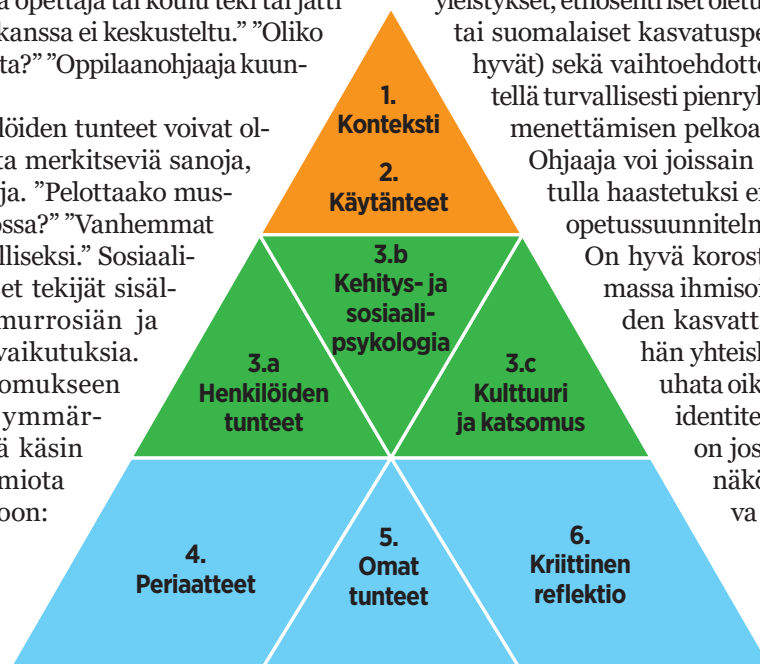 a opettaja tai koulu teki tai jätti
kanssa ei keskusteltu.” ”Oliko
ta?” ”Oppilaanohjaaja kuun-
löiden tunteet voivat ol-
ta merkitseviä sanoja,
ja. ”Pelottaako mus-
ossa?” ”Vanhemmat
lliseksi.” Sosiaali-
et tekijät sisäl-
murrosiän ja
vaikutuksia.
omukseen
ymmär-
ä käsin
miota
oon:
1.
Konteksti
2.
Käytänteet
3.b
Kehitys- ja
sosiaali-
psykologia
3.a
Henkilöiden
tunteet
3.c
Kulttuuri
ja katsomus
4.
Periaatteet
5.
Omat
tunteet
6.
Kriittinen
reflektio
yleistykset, etnosentriset oletu
tai suomalaiset kasvatuspe
hyvät) sekä vaihtoehdotto
tellä turvallisesti pienryh
menettämisen pelkoa
Ohjaaja voi joissain
tulla haastetuksi e
opetussuunniteln
On hyvä korost
massa ihmisoi
den kasvatt
hän yhteisk
uhata oik
identite
on jos
näkö
va